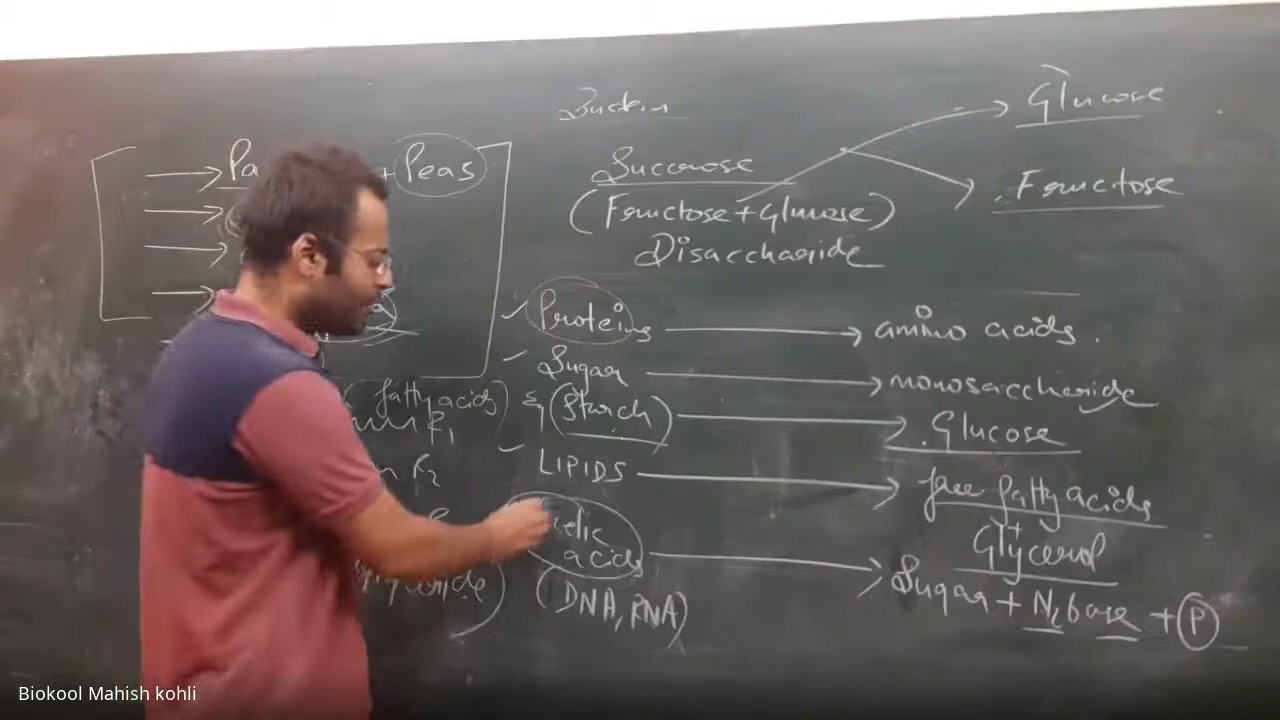 Glucose
Sucrose
Fructose
(Fructose + Glucose)
Disaccharide
+ Peas
Proteins → amino acids.
Sugar → monosaccharide
(Starch) → Glucose
(fatty acids)
LIPIDS → free fatty acids
+
Glycerol
acids
(DNA, RNA)
Sugar + N2 base + P
Biokool Mahish kohli